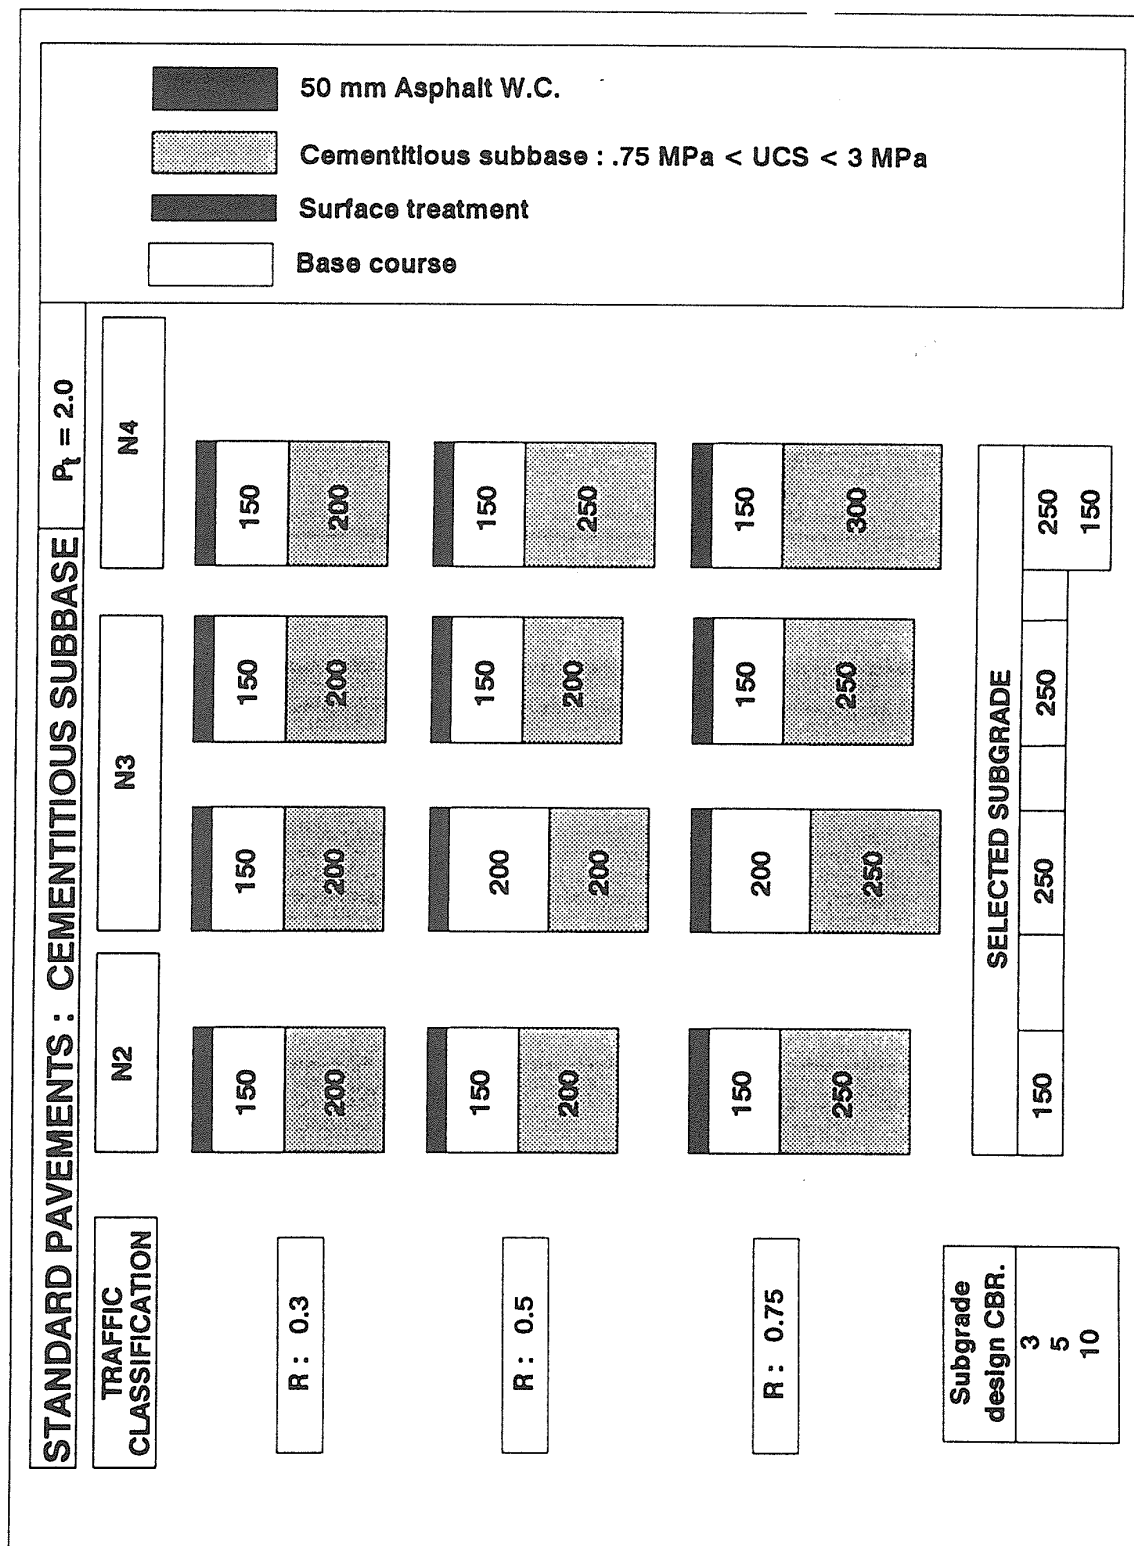 STANDARD PAVEMENTS : CEMENTITIOUS SUBBASE
Pt = 2.0
TRAFFIC
CLASSIFICATION
N2
N3
N4
R : 0.3
150
200
150
200
150
200
150
200
R : 0.5
150
200
200
200
150
200
150
250
R : 0.75
150
250
200
250
150
250
150
300
Subgrade
design CBR.
3
5
10
SELECTED SUBGRADE
150
250
250
250
150
50 mm Asphalt W.C.
Cementitious subbase : .75 MPa < UCS < 3 MPa
Surface treatment
Base course